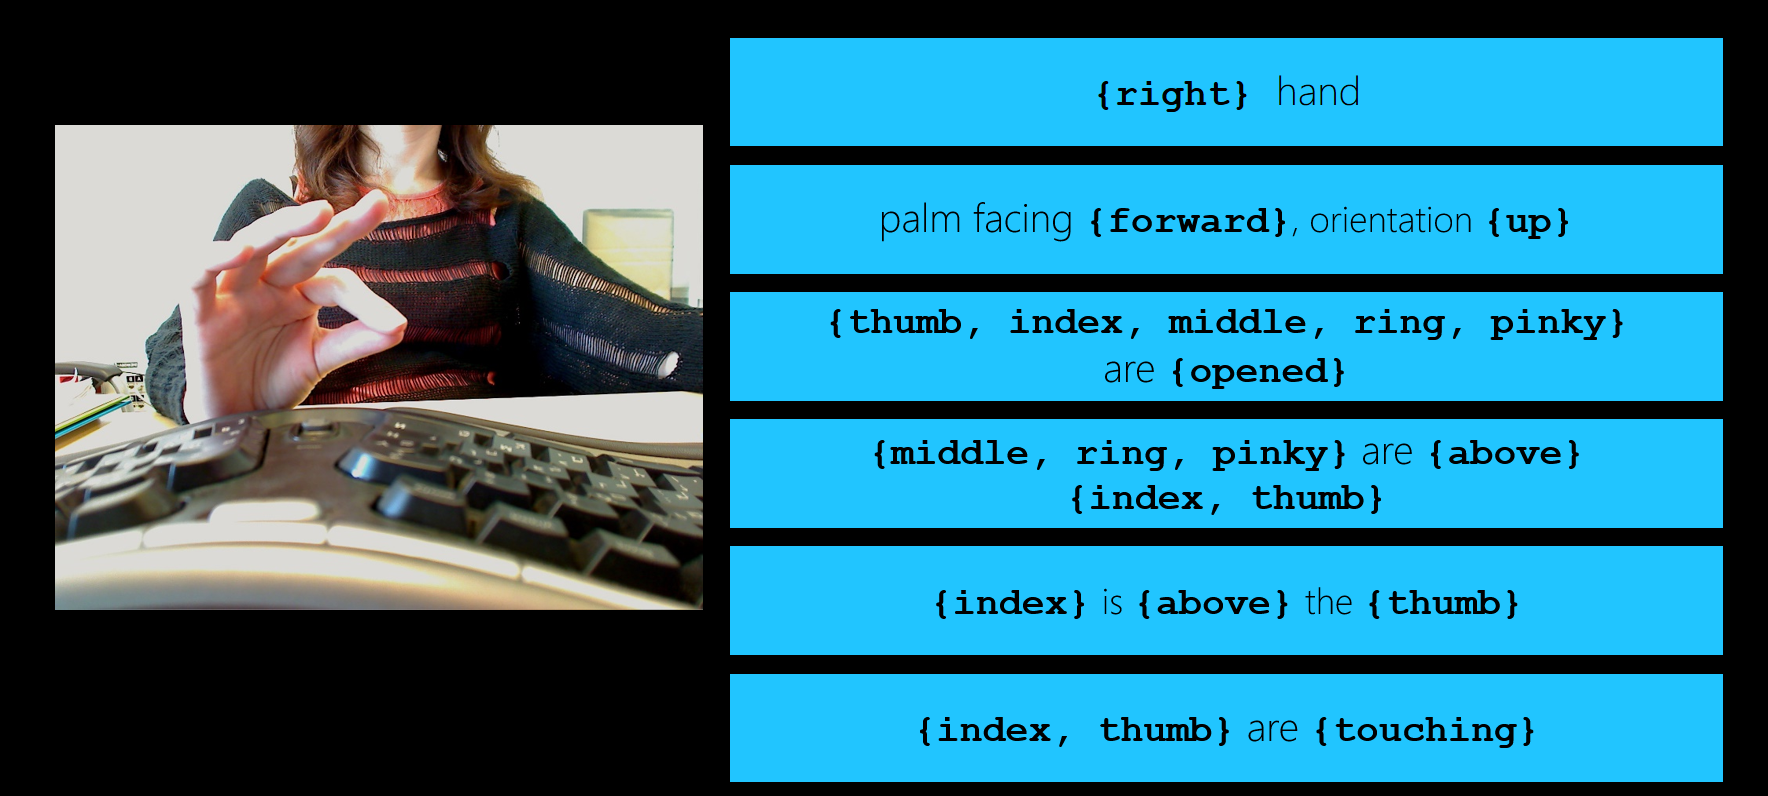 {right} hand
palm facing {forward}, orientation {up}
{thumb, index, middle, ring, pinky}
are {opened}
{middle, ring, pinky} are {above}
{index, thumb}
{index} is {above} the {thumb}
{index, thumb} are {touching}